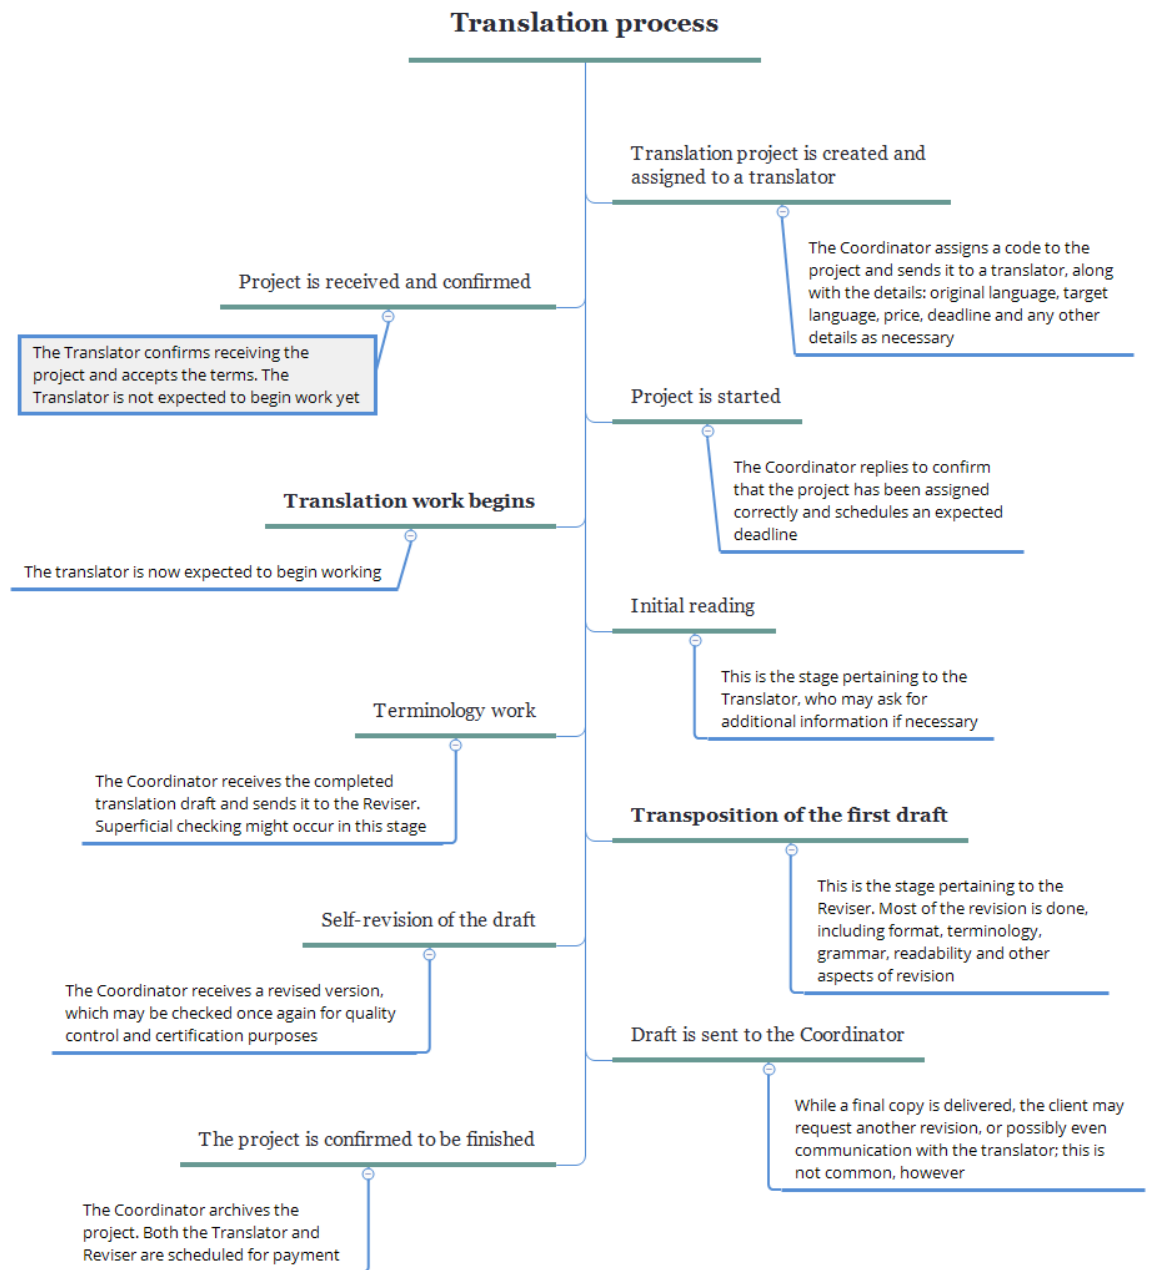 Translation process
Translation project is created and
assigned to a translator
The Coordinator assigns a code to the
project and sends it to a translator, along
with the details: original language, target
language, price, deadline and any other
details as necessary
Project is received and confirmed
The Translator confirms receiving the
project and accepts the terms. The
Translator is not expected to begin work yet
Project is started
The Coordinator replies to confirm
that the project has been assigned
correctly and schedules an expected
deadline
Translation work begins
The translator is now expected to begin working
Initial reading
This is the stage pertaining to the
Translator, who may ask for
additional information if necessary
Terminology work
The Coordinator receives the completed
translation draft and sends it to the Reviser.
Superficial checking might occur in this stage
Transposition of the first draft
This is the stage pertaining to the
Reviser. Most of the revision is done,
including format, terminology,
grammar, readability and other
aspects of revision
Self-revision of the draft
The Coordinator receives a revised version,
which may be checked once again for quality
control and certification purposes
Draft is sent to the Coordinator
While a final copy is delivered, the client may
request another revision, or possibly even
communication with the translator; this is
not common, however
The project is confirmed to be finished
The Coordinator archives the
project. Both the Translator and
Reviser are scheduled for payment